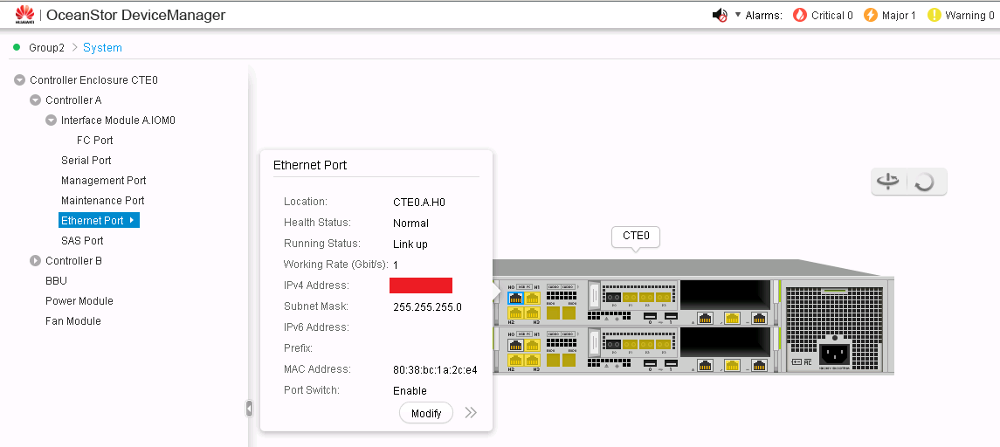 HUAWEI OceanStor DeviceManager Alarms: Critical 0 Major 1 Warning 0
Group2 > System
Controller Enclosure CTE0
Controller A
Interface Module A.IOM0
FC Port
Serial Port
Management Port
Maintenance Port
Ethernet Port
SAS Port
Controller B
BBU
Power Module
Fan Module
Ethernet Port
Location: CTE0.A.H0
Health Status: Normal
Running Status: Link up
Working Rate (Gbit/s): 1
IPv4 Address:
Subnet Mask: 255.255.255.0
IPv6 Address:
Prefix:
MAC Address: 80:38:bc:1a:2c:e4
Port Switch: Enable
Modify
CTE0
H0 H1
H2 H3
H0 H1
H2 H3
AC